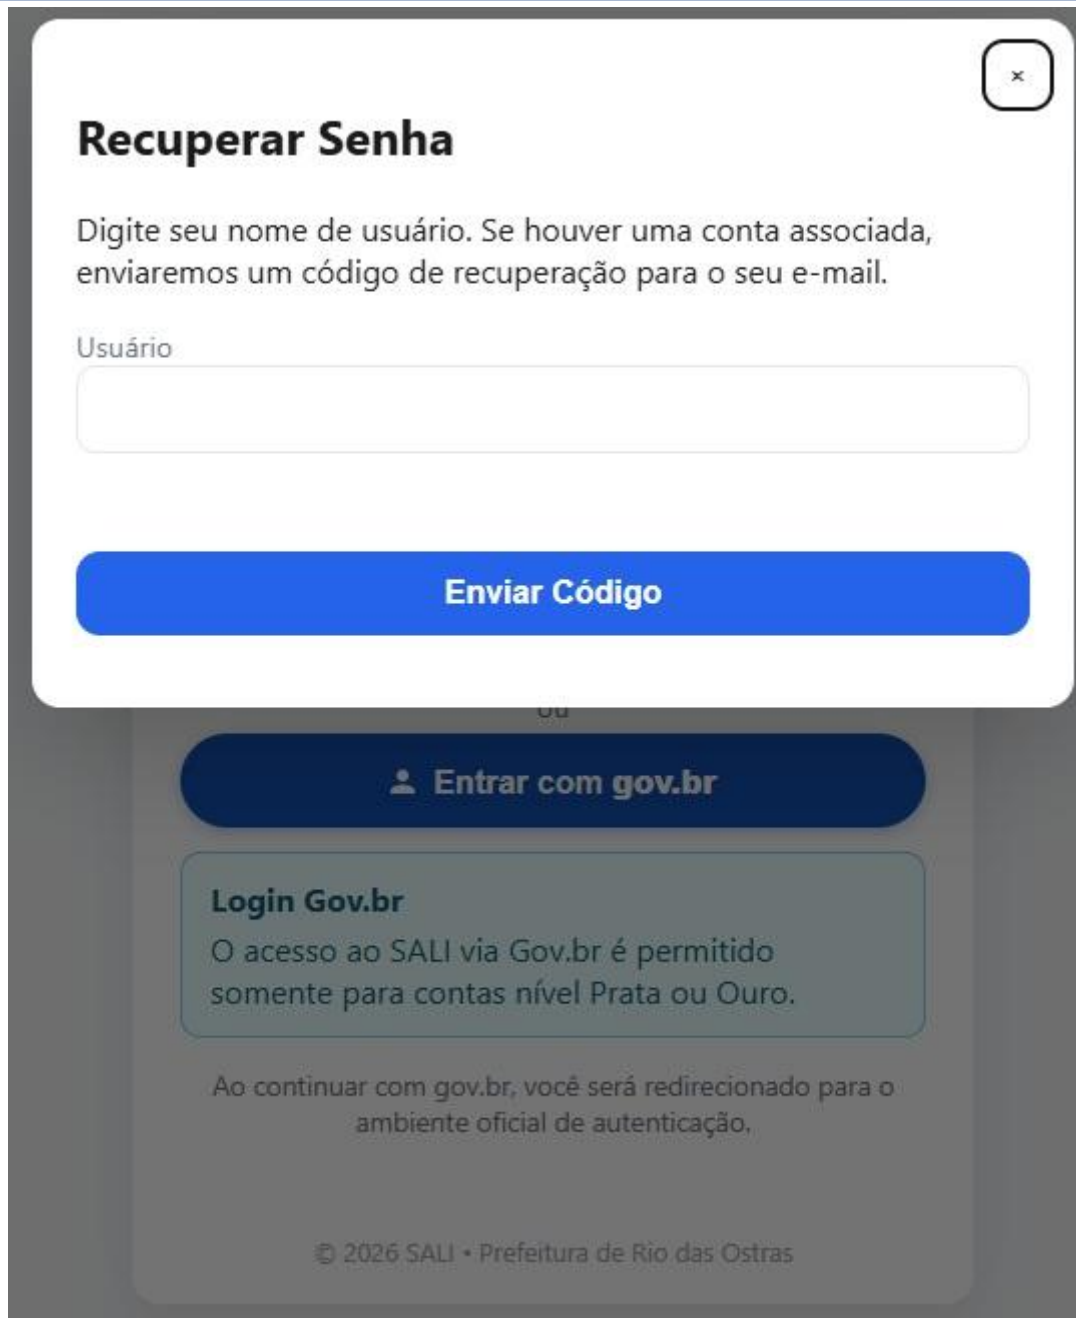 ×
Recuperar Senha
Digite seu nome de usuário. Se houver uma conta associada,
enviaremos um código de recuperação para o seu e-mail.
Usuário
Enviar Código
ou
Entrar com gov.br
Login Gov.br
O acesso ao SALI via Gov.br é permitido
somente para contas nível Prata ou Ouro.
Ao continuar com gov.br, você será redirecionado para o
ambiente oficial de autenticação.
© 2026 SALI • Prefeitura de Rio das Ostras